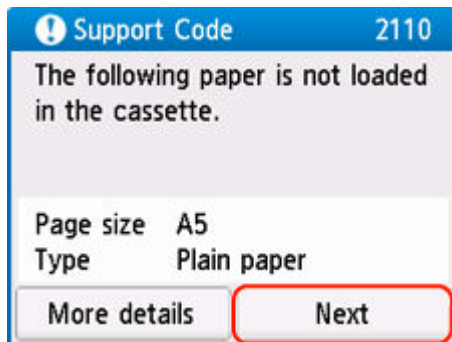 Support Code 2110
The following paper is not loaded
in the cassette.
Page size A5
Type Plain paper
More details Next